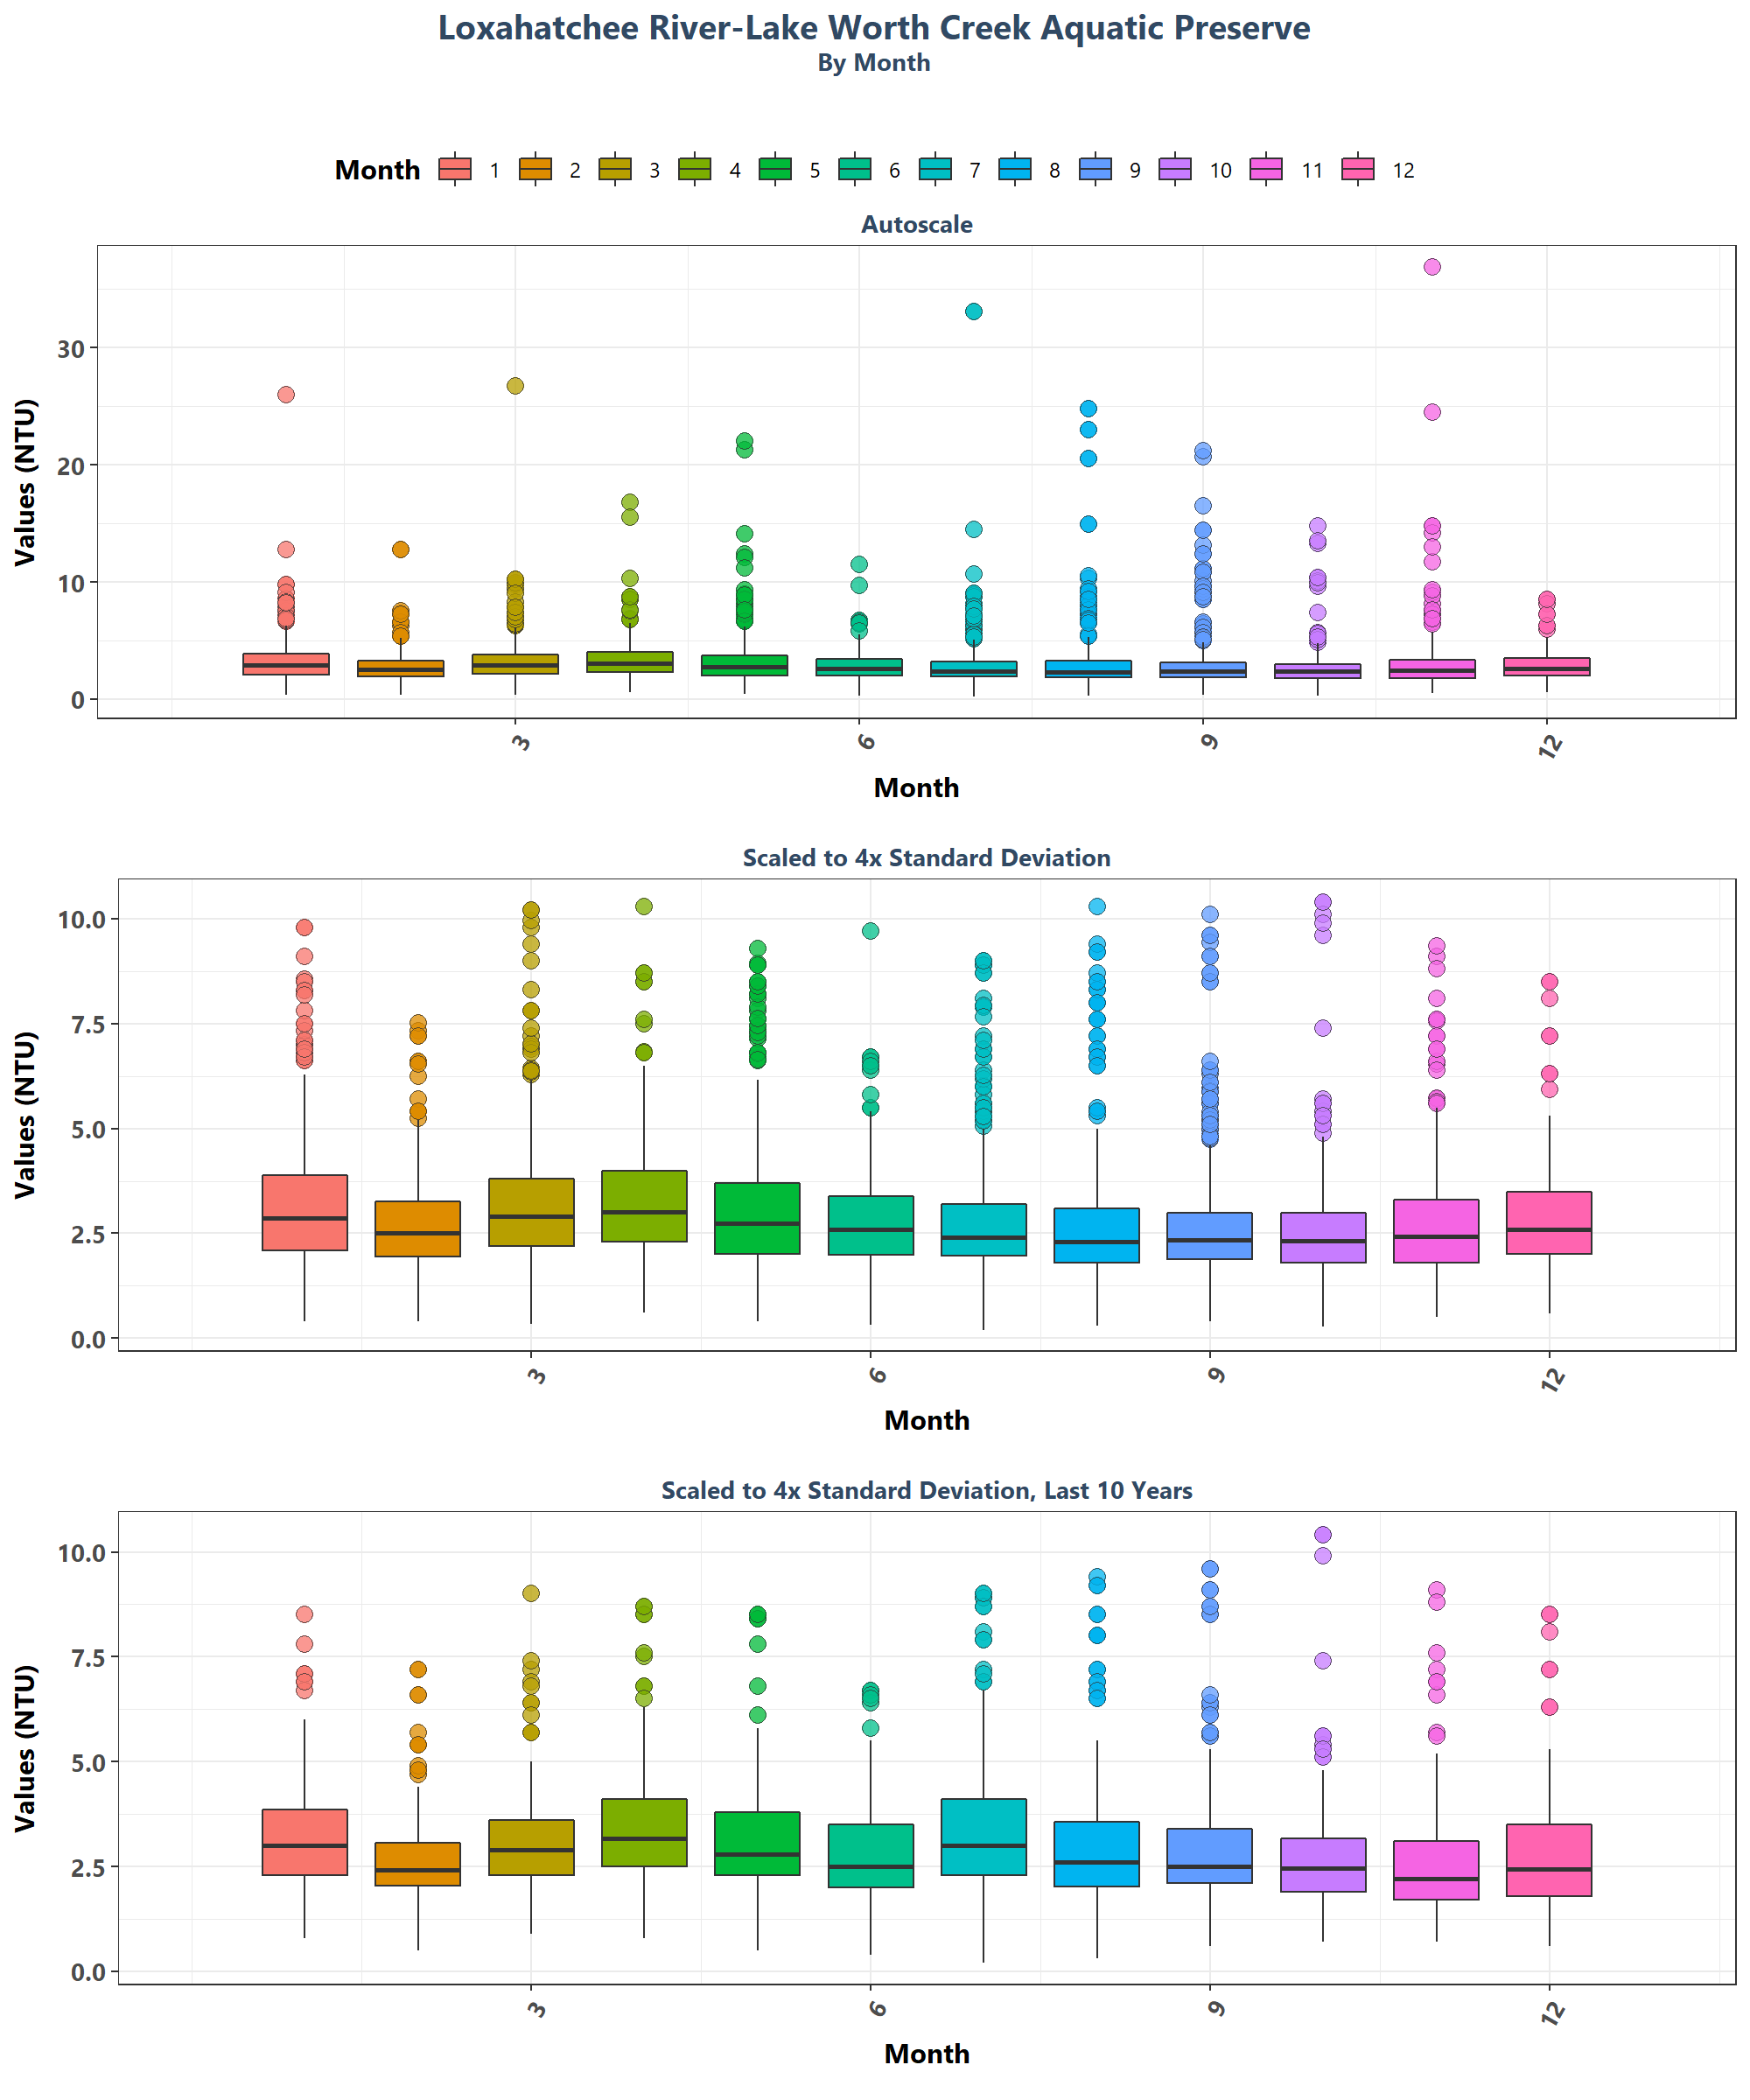 Loxahatchee River-Lake Worth Creek Aquatic Preserve
By Month
Month 1 2 3 4 5 6 7 8 9 10 11 12
Autoscale
Values (NTU)
30
20
10
0
3 6 9 12
Month
Scaled to 4x Standard Deviation
Values (NTU)
10.0
7.5
5.0
2.5
0.0
3 6 9 12
Month
Scaled to 4x Standard Deviation, Last 10 Years
Values (NTU)
10.0
7.5
5.0
2.5
0.0
3 6 9 12
Month